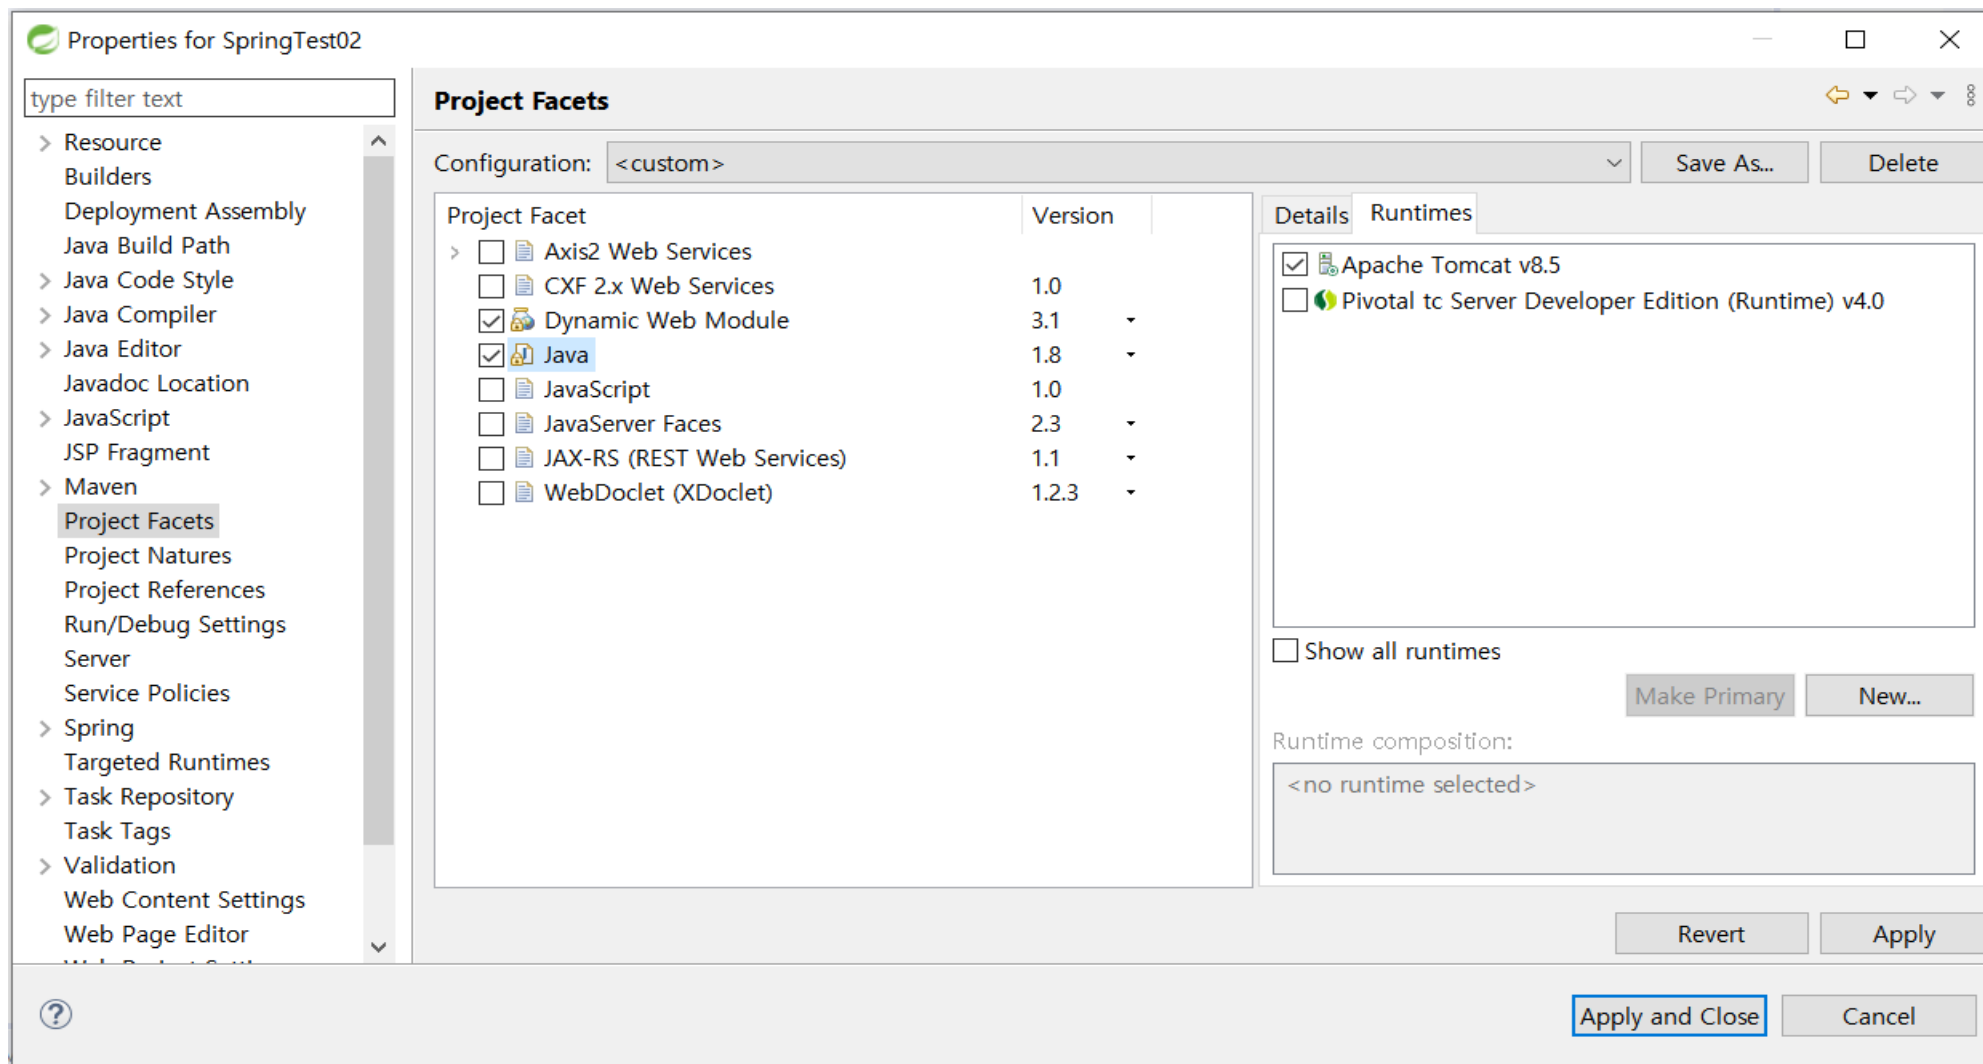 Properties for SpringTest02
type filter text
Resource
Builders
Deployment Assembly
Java Build Path
Java Code Style
Java Compiler
Java Editor
Javadoc Location
JavaScript
JSP Fragment
Maven
Project Facets
Project Natures
Project References
Run/Debug Settings
Server
Service Policies
Spring
Targeted Runtimes
Task Repository
Task Tags
Validation
Web Content Settings
Web Page Editor
Project Facets
Configuration: <custom> Save As... Delete
Project Facet Version
Axis2 Web Services
CXF 2.x Web Services 1.0
Dynamic Web Module 3.1
Java 1.8
JavaScript 1.0
JavaServer Faces 2.3
JAX-RS (REST Web Services) 1.1
WebDoclet (XDoclet) 1.2.3
Details Runtimes
Apache Tomcat v8.5
Pivotal tc Server Developer Edition (Runtime) v4.0
Show all runtimes
Make Primary New...
Runtime composition:
<no runtime selected>
Revert Apply
Apply and Close Cancel